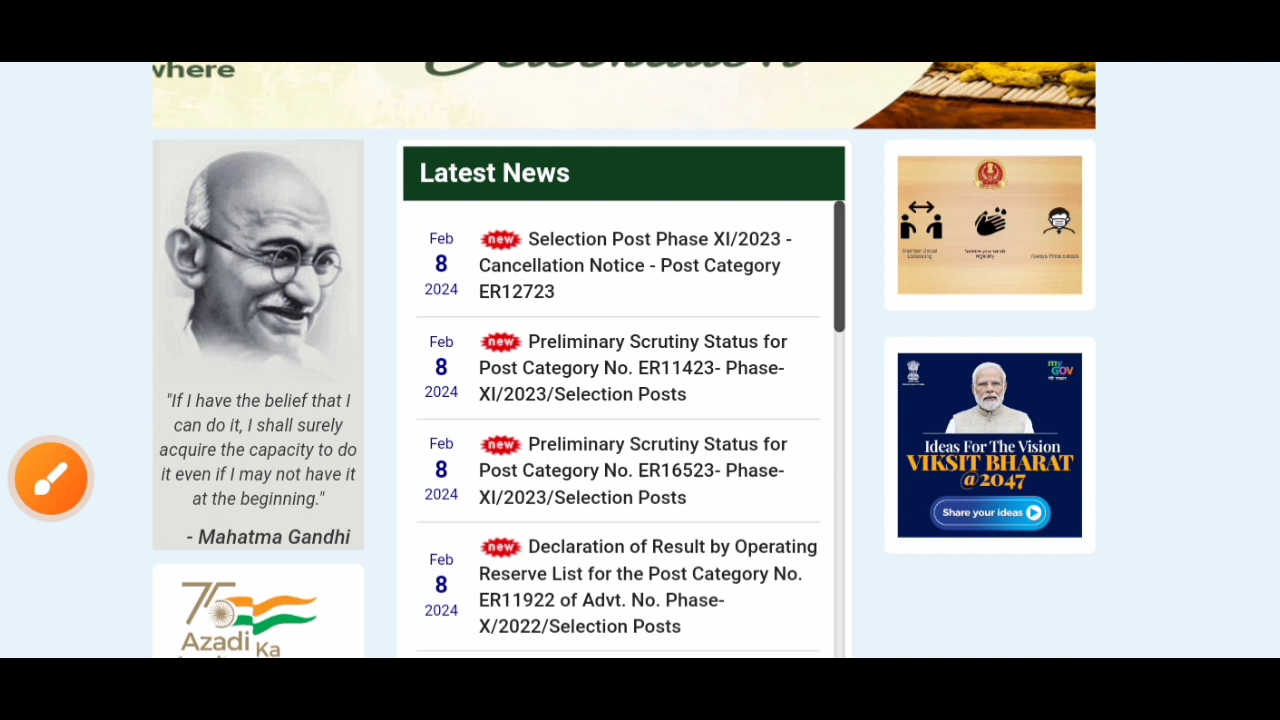 where
Latest News
Feb
8
2024
new Selection Post Phase XI/2023 -
Cancellation Notice - Post Category
ER12723
Feb
8
2024
new Preliminary Scrutiny Status for
Post Category No. ER11423- Phase-
XI/2023/Selection Posts
Feb
8
2024
new Preliminary Scrutiny Status for
Post Category No. ER16523- Phase-
XI/2023/Selection Posts
Feb
8
2024
new Declaration of Result by Operating
Reserve List for the Post Category No.
ER11922 of Advt. No. Phase-
X/2022/Selection Posts
"If I have the belief that I
can do it, I shall surely
acquire the capacity to do
it even if I may not have it
at the beginning."
- Mahatma Gandhi
75
Azadi Ka
my
GOV
Ideas For The Vision
VIKSIT BHARAT
@2047
Share your ideas